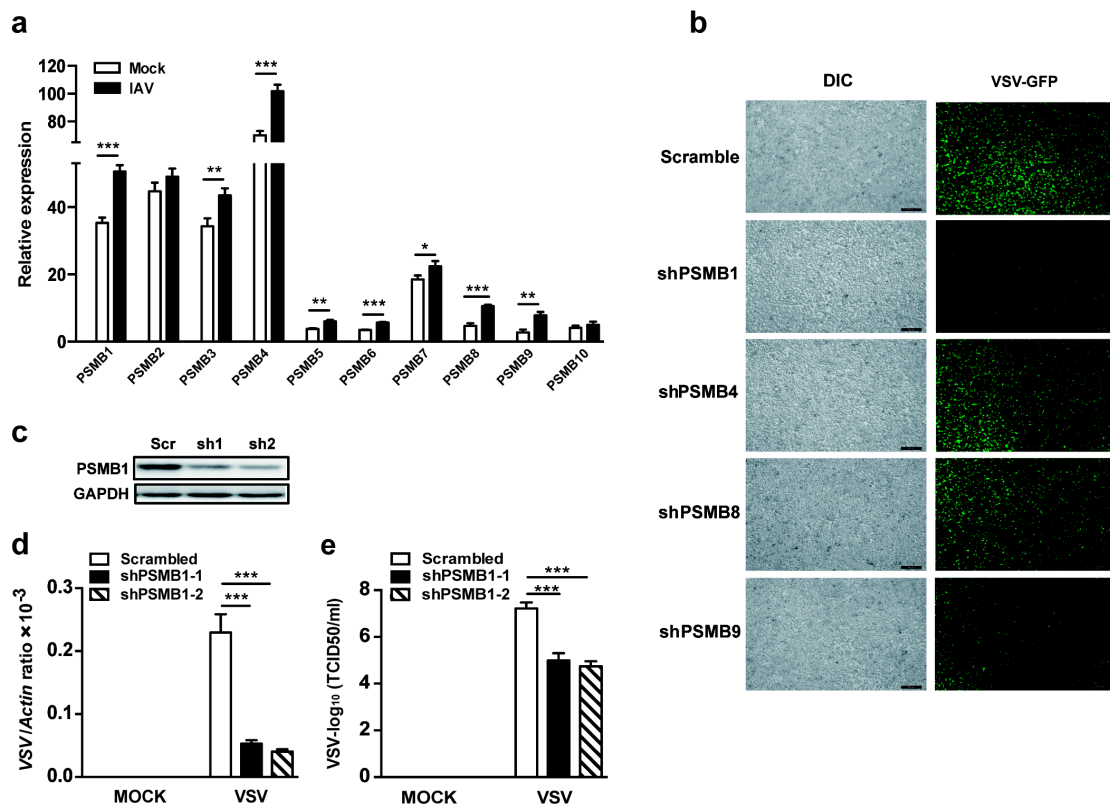 a
120
100
80
40
20
0
Relative expression
Mock
IAV
***
**
***
**
***
*
***
**
PSMB1
PSMB2
PSMB3
PSMB4
PSMB5
PSMB6
PSMB7
PSMB8
PSMB9
PSMB10
b
DIC
VSV-GFP
Scramble
shPSMB1
shPSMB4
shPSMB8
shPSMB9
c
Scr sh1 sh2
PSMB1
GAPDH
d
Scrambled
shPSMB1-1
shPSMB1-2
VSV/Actin ratio × 10-3
0.3
0.2
0.1
0.0
***
***
MOCK VSV
e
Scrambled
shPSMB1-1
shPSMB1-2
VSV-log10 (TCID50/ml)
8
6
4
2
0
***
***
MOCK VSV